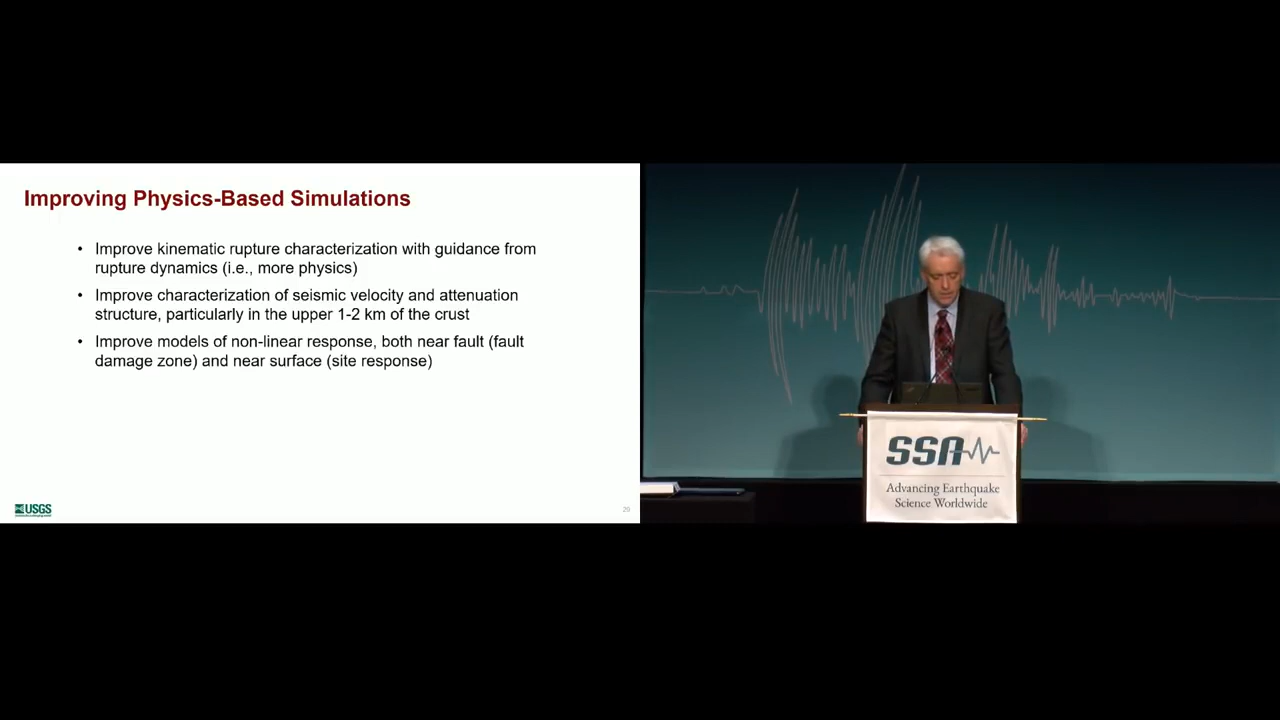 Improving Physics-Based Simulations
• Improve kinematic rupture characterization with guidance from
rupture dynamics (i.e., more physics)
• Improve characterization of seismic velocity and attenuation
structure, particularly in the upper 1-2 km of the crust
• Improve models of non-linear response, both near fault (fault
damage zone) and near surface (site response)
USGS
29
SSA
Advancing Earthquake
Science Worldwide